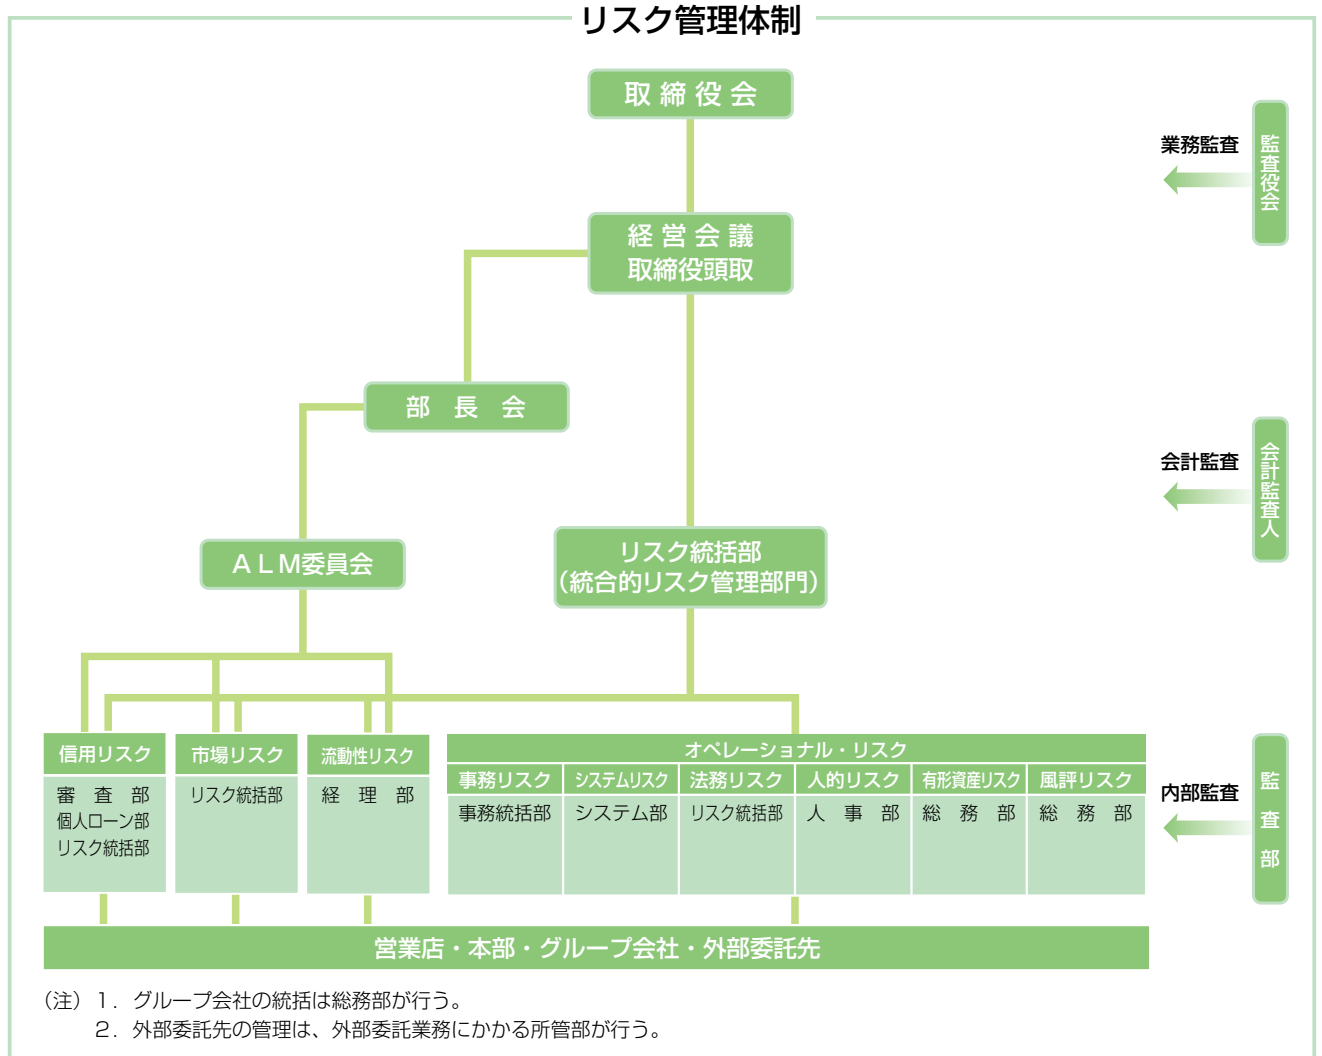 リスク管理体制
取締役会
業務監査
監査役会
経営会議
取締役頭取
部長会
会計監査
会計監査人
ALM委員会
リスク統括部
(統合的リスク管理部門)
信用リスク
審査部
個人ローン部
リスク統括部
市場リスク
リスク統括部
流動性リスク
経理部
オペレーショナル・リスク
事務リスク
事務統括部
システムリスク
システム部
法務リスク
リスク統括部
人的リスク
人事部
有形資産リスク
総務部
風評リスク
総務部
内部監査
監査部
営業店・本部・グループ会社・外部委託先
(注)1.グループ会社の統括は総務部が行う。
2.外部委託先の管理は、外部委託業務にかかる所管部が行う。